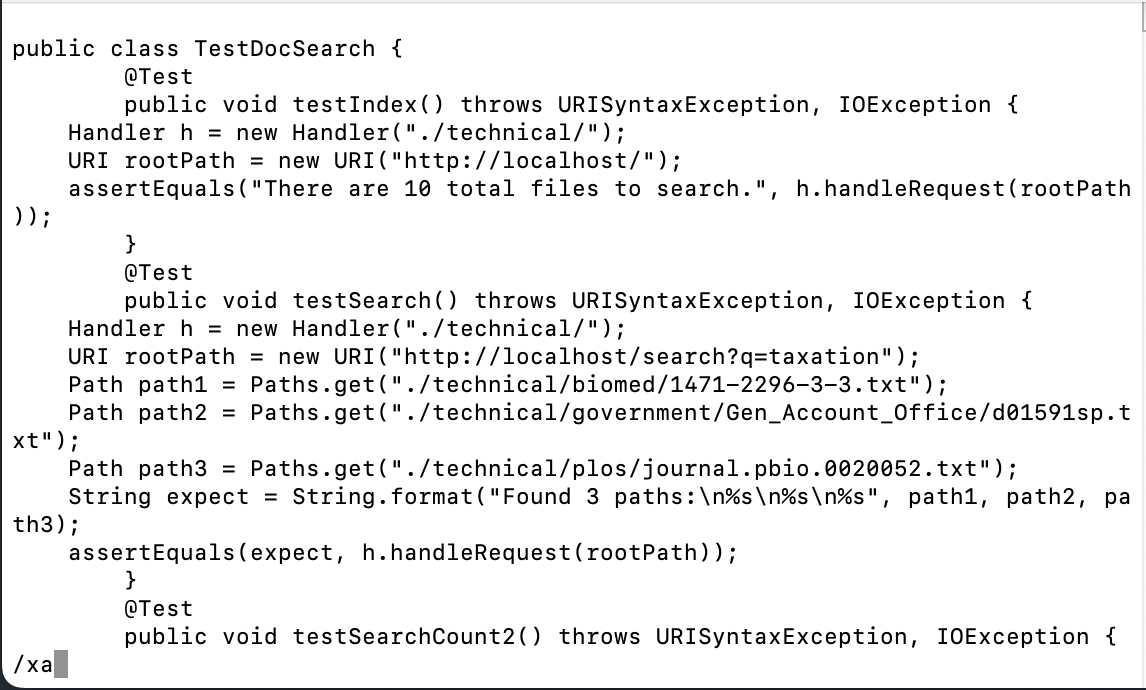 public class TestDocSearch {
        @Test
        public void testIndex() throws URISyntaxException, IOException {
    Handler h = new Handler("./technical/");
    URI rootPath = new URI("http://localhost/");
    assertEquals("There are 10 total files to search.", h.handleRequest(rootPath
));
        }
        @Test
        public void testSearch() throws URISyntaxException, IOException {
    Handler h = new Handler("./technical/");
    URI rootPath = new URI("http://localhost/search?q=taxation");
    Path path1 = Paths.get("./technical/biomed/1471-2296-3-3.txt");
    Path path2 = Paths.get("./technical/government/Gen_Account_Office/d01591sp.t
xt");
    Path path3 = Paths.get("./technical/plos/journal.pbio.0020052.txt");
    String expect = String.format("Found 3 paths:\n%s\n%s\n%s", path1, path2, pa
th3);
    assertEquals(expect, h.handleRequest(rootPath));
        }
        @Test
        public void testSearchCount2() throws URISyntaxException, IOException {
/xa